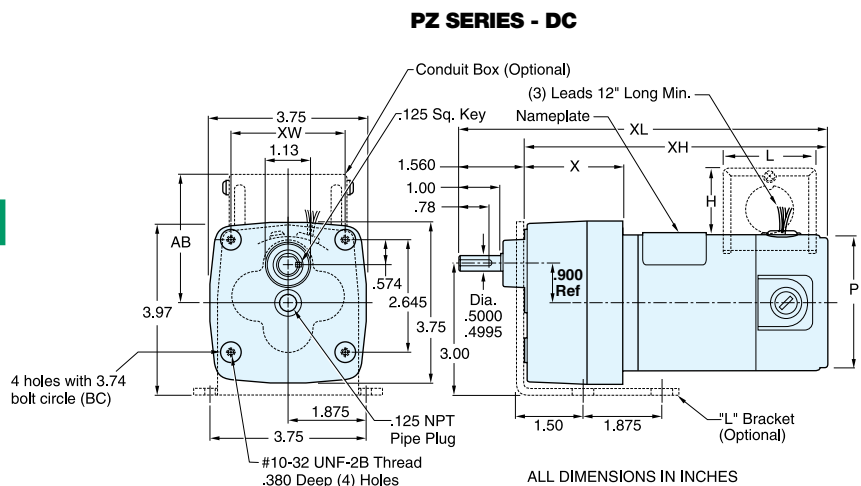 PZ SERIES - DC
Conduit Box (Optional)
(3) Leads 12" Long Min.
3.75
.125 Sq. Key
Nameplate
XL
XW
XH
1.13
1.560
X
L
1.00
H
.78
AB
.574
.900
Ref
P
2.645
Dia.
.5000
.4995
3.97
3.75
3.00
4 holes with 3.74
bolt circle (BC)
1.875
.125 NPT
Pipe Plug
1.50
1.875
"L" Bracket
(Optional)
3.75
#10-32 UNF-2B Thread
.380 Deep (4) Holes
ALL DIMENSIONS IN INCHES